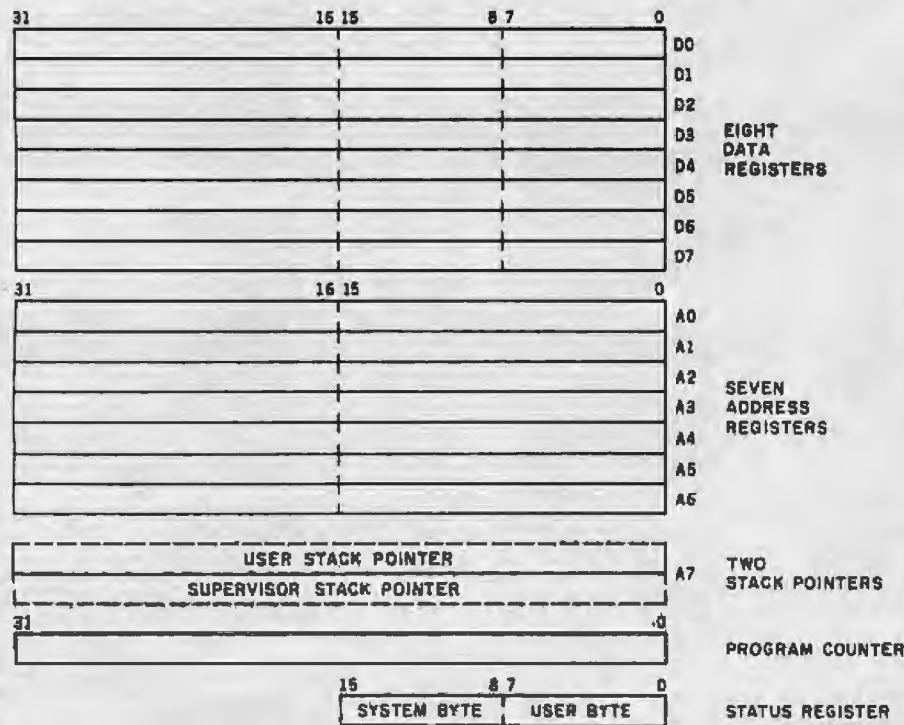 31 16 15 8 7 0
D0
D1
D2
D3
D4
D5
D6
D7
EIGHT
DATA
REGISTERS
31 16 15 0
A0
A1
A2
A3
A4
A5
A6
SEVEN
ADDRESS
REGISTERS
USER STACK POINTER
SUPERVISOR STACK POINTER
A7
TWO
STACK POINTERS
31 0
PROGRAM COUNTER
15 8 7 0
SYSTEM BYTE USER BYTE
STATUS REGISTER